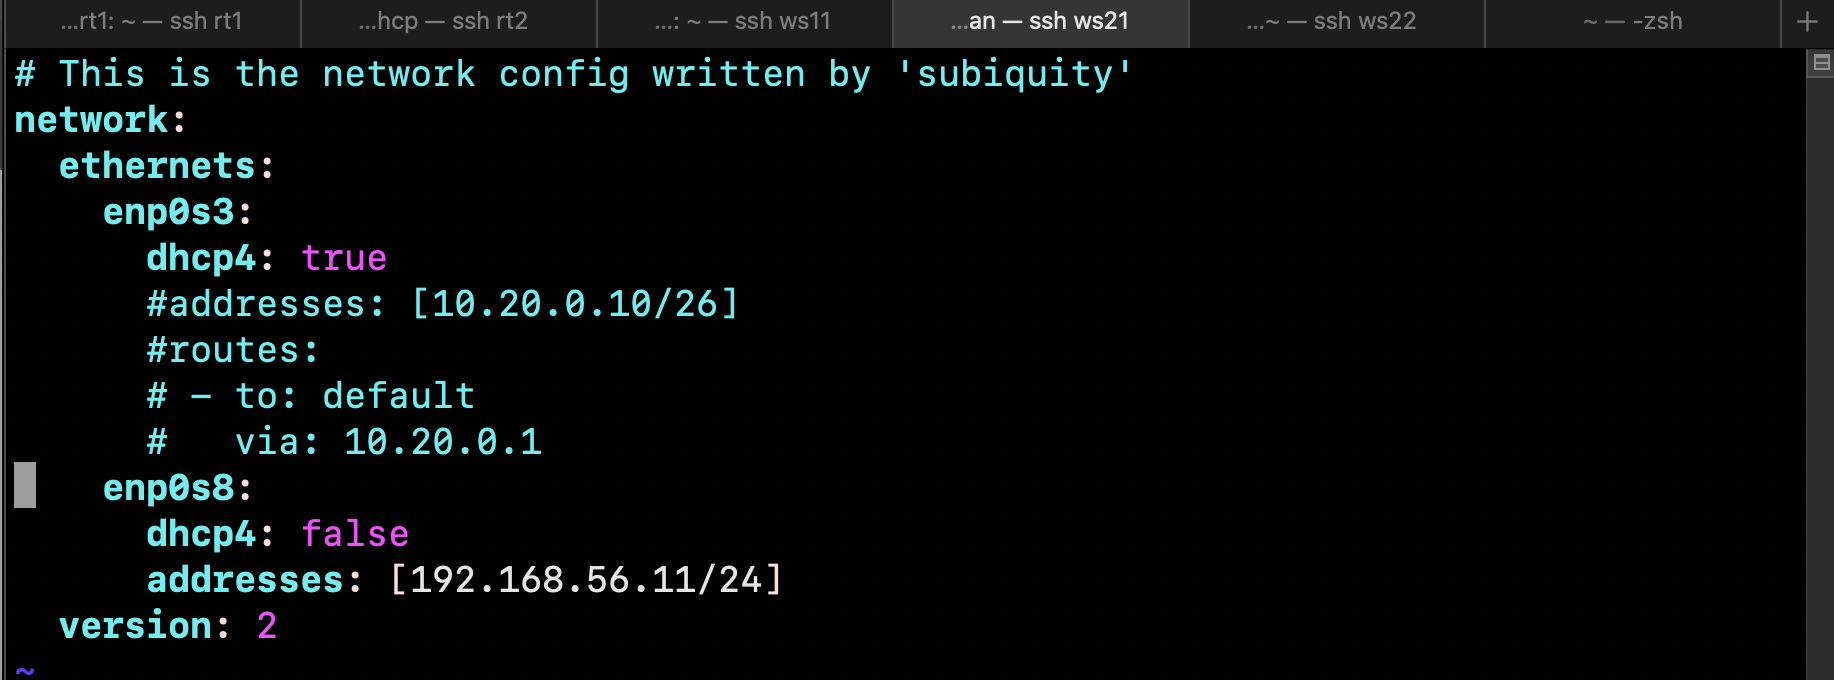 ...rt1: ~ — ssh rt1
...hcp — ssh rt2
...: ~ — ssh ws11
...an — ssh ws21
...~ — ssh ws22
~ — -zsh
+
# This is the network config written by 'subiquity'
network:
  ethernets:
    enp0s3:
      dhcp4: true
      #addresses: [10.20.0.10/26]
      #routes:
      # - to: default
      #   via: 10.20.0.1
    enp0s8:
      dhcp4: false
      addresses: [192.168.56.11/24]
  version: 2
~